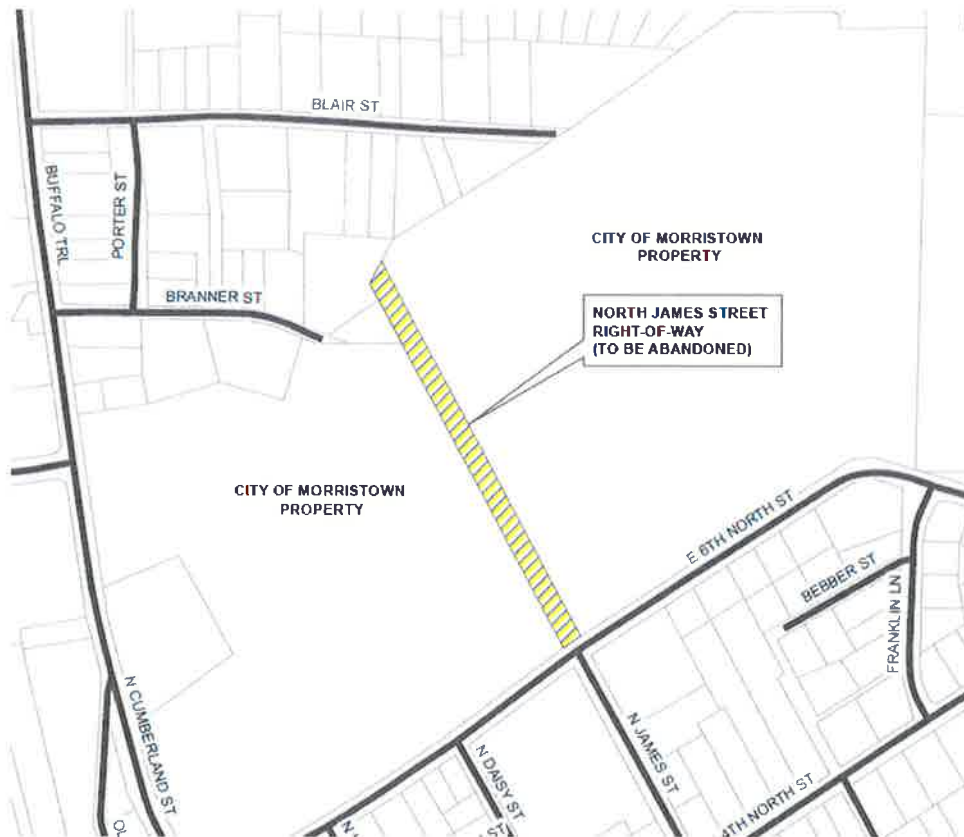 BLAIR ST
BUFFALO TRL
PORTER ST
CITY OF MORRISTOWN
PROPERTY
BRANNER ST
NORTH JAMES STREET
RIGHT-OF-WAY
(TO BE ABANDONED)
CITY OF MORRISTOWN
PROPERTY
E 6TH NORTH ST
BEBBER ST
FRANKLIN LN
N CUMBERLAND ST
N JAMES ST
N DAISY ST
4TH NORTH ST
OL
N
ST